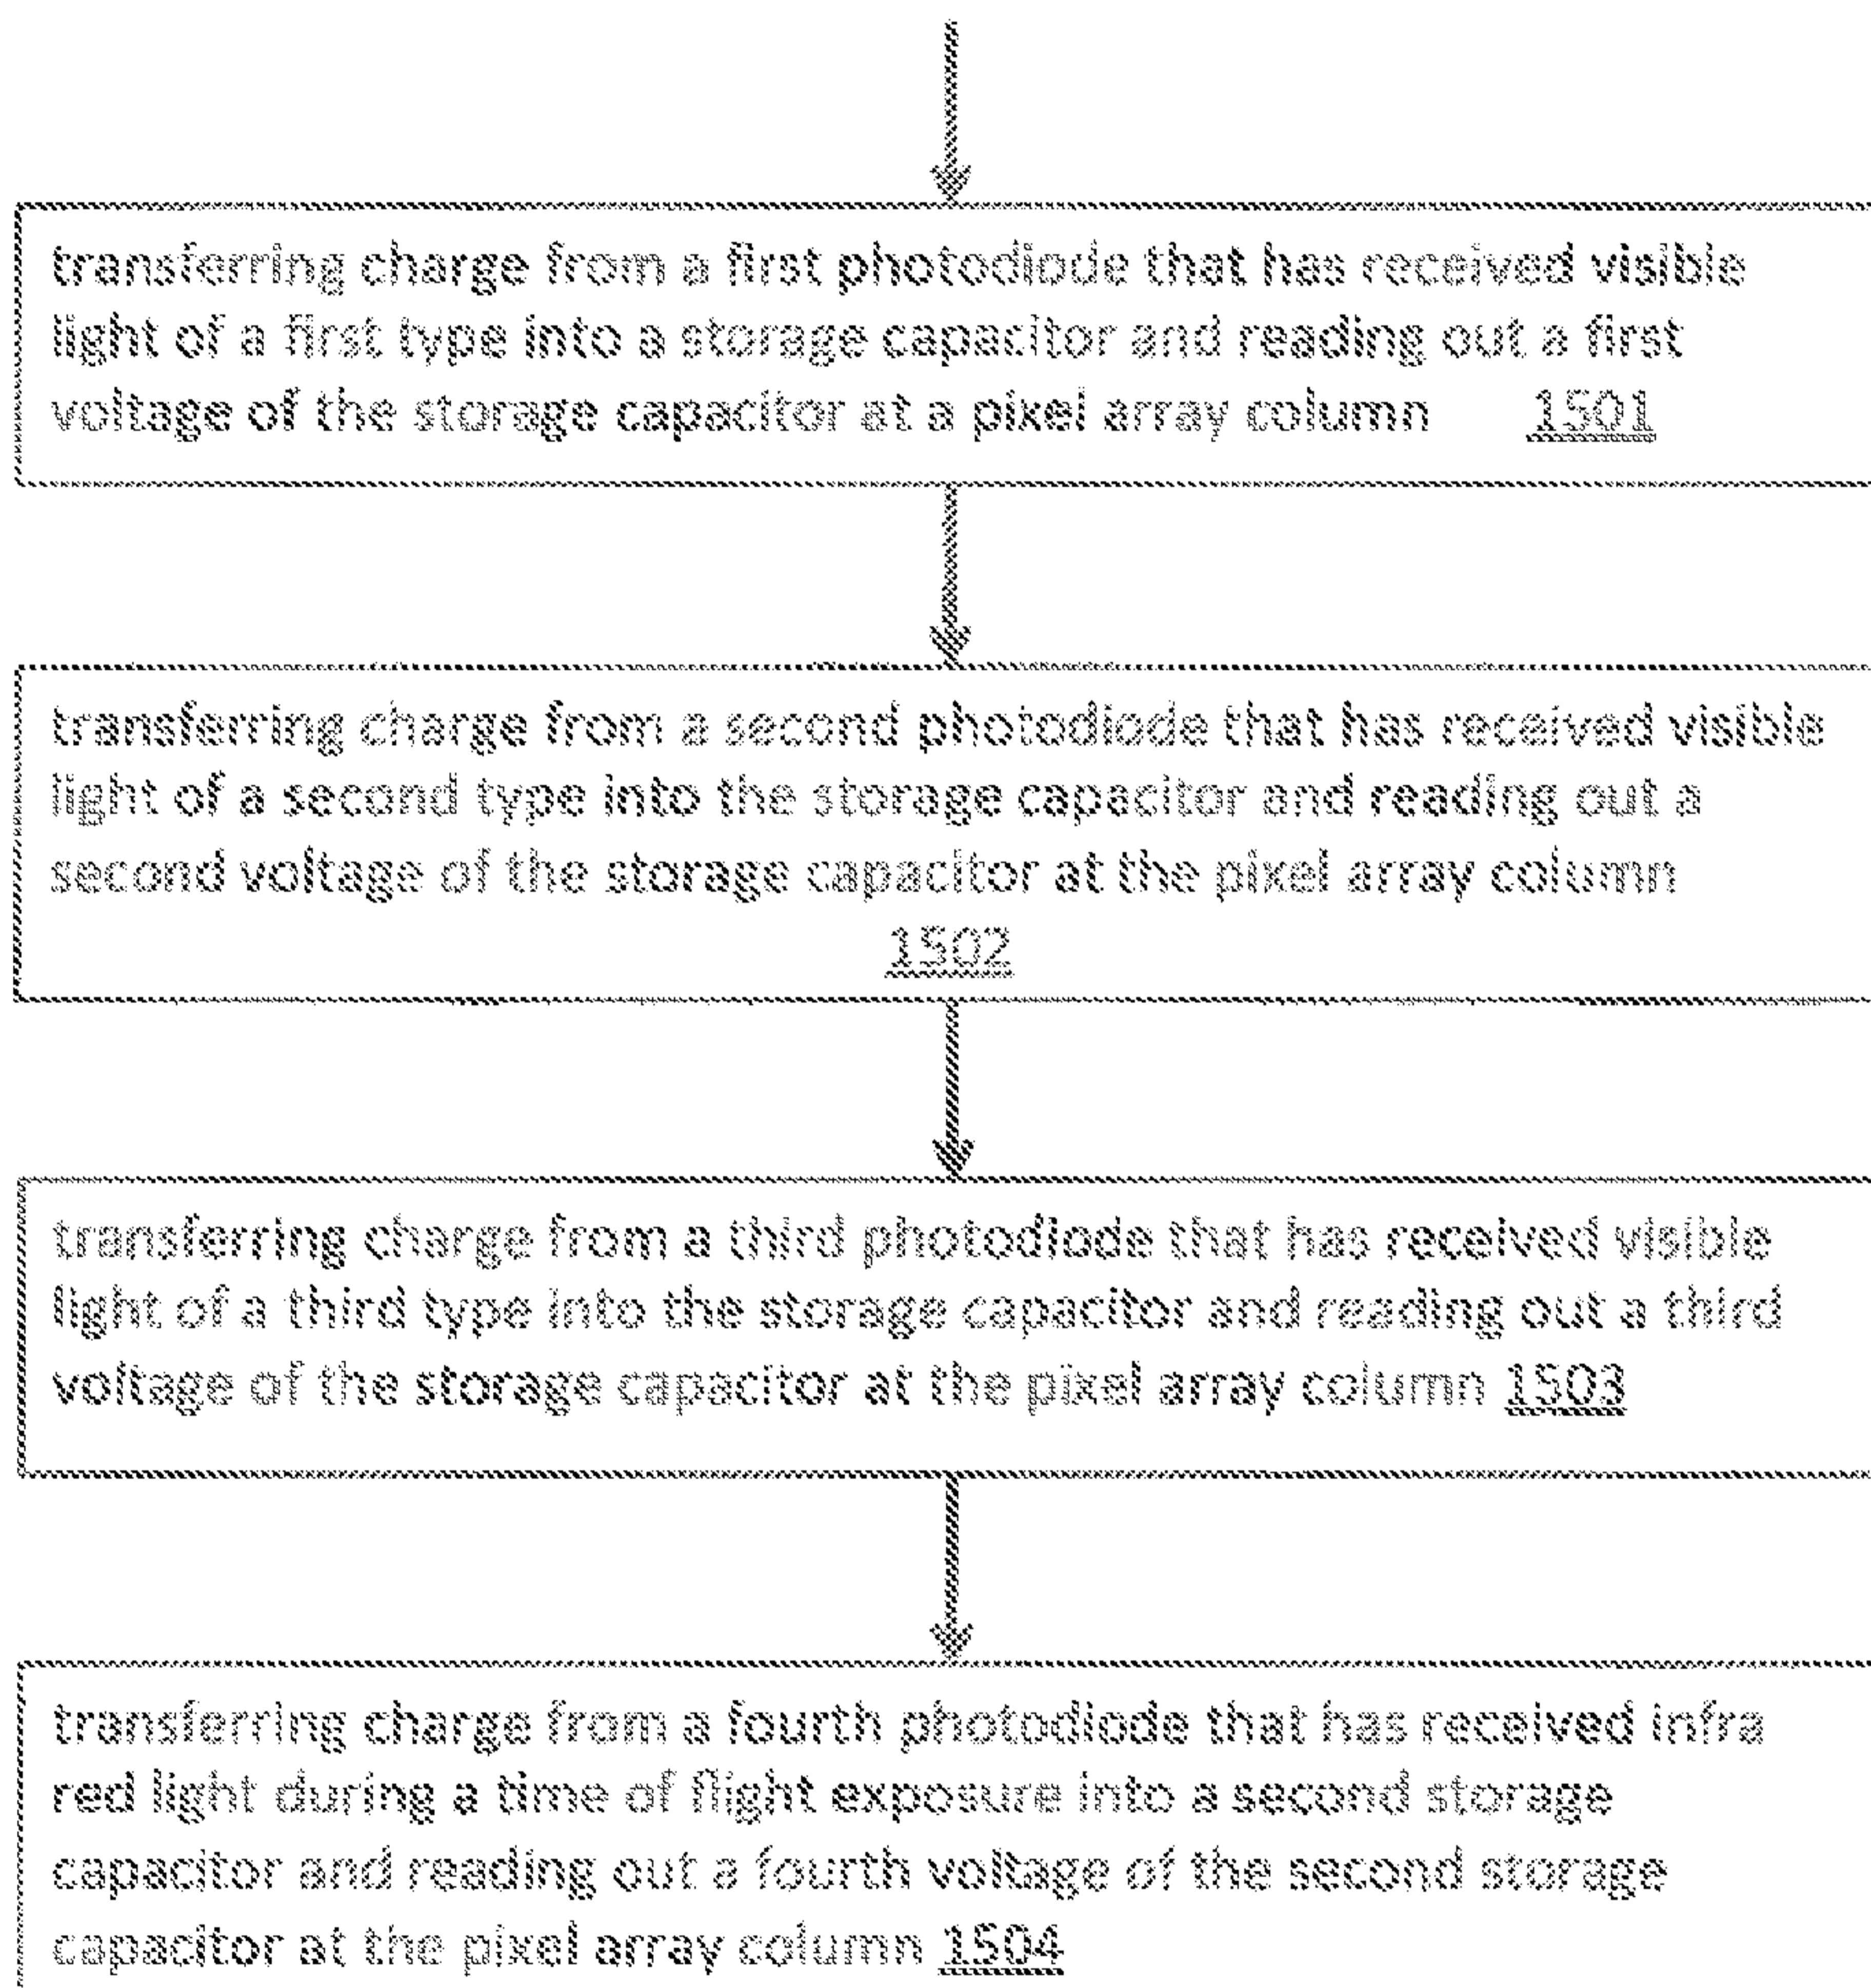 transferring charge from a first photodiode that has received visible
light of a first type into a storage capacitor and reading out a first
voltage of the storage capacitor at a pixel array column 1501
transferring charge from a second photodiode that has received visible
light of a second type into the storage capacitor and reading out a
second voltage of the storage capacitor at the pixel array column
1502
transferring charge from a third photodiode that has received visible
light of a third type into the storage capacitor and reading out a third
voltage of the storage capacitor at the pixel array column 1503
transferring charge from a fourth photodiode that has received infra
red light during a time of flight exposure into a second storage
capacitor and reading out a fourth voltage of the second storage
capacitor at the pixel array column 1504